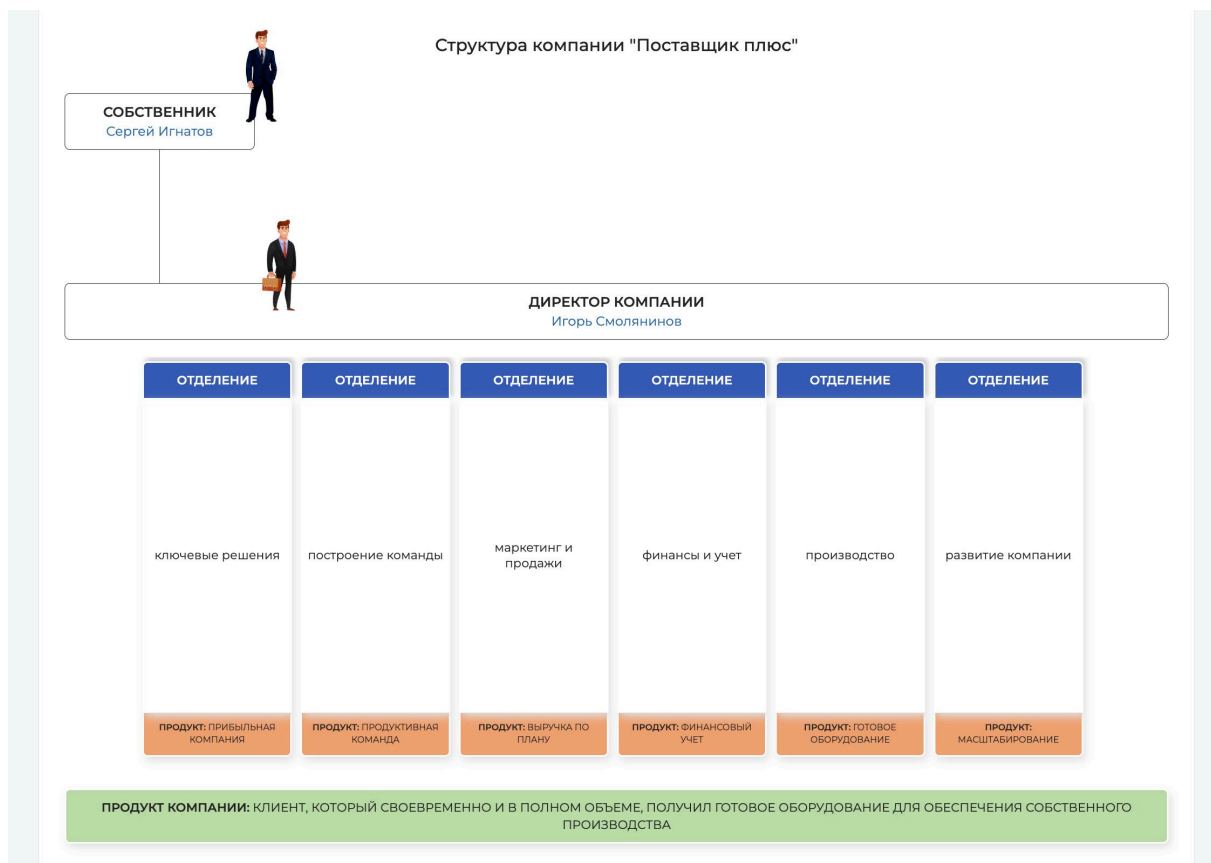 Структура компании "Поставщик плюс"
СОБСТВЕННИК
Сергей Игнатов
ДИРЕКТОР КОМПАНИИ
Игорь Смолянинов
ОТДЕЛЕНИЕ
ОТДЕЛЕНИЕ
ОТДЕЛЕНИЕ
ОТДЕЛЕНИЕ
ОТДЕЛЕНИЕ
ОТДЕЛЕНИЕ
ключевые решения
построение команды
маркетинг и
продажи
финансы и учет
производство
развитие компании
ПРОДУКТ: ПРИБЫЛЬНАЯ
КОМПАНИЯ
ПРОДУКТ: ПРОДУКТИВНАЯ
КОМАНДА
ПРОДУКТ: ВЫРУЧКА ПО
ПЛАНУ
ПРОДУКТ: ФИНАНСОВЫЙ
УЧЕТ
ПРОДУКТ: ГОТОВОЕ
ОБОРУДОВАНИЕ
ПРОДУКТ:
МАСШТАБИРОВАНИЕ
ПРОДУКТ КОМПАНИИ: КЛИЕНТ, КОТОРЫЙ СВОЕВРЕМЕННО И В ПОЛНОМ ОБЪЕМЕ, ПОЛУЧИЛ ГОТОВОЕ ОБОРУДОВАНИЕ ДЛЯ ОБЕСПЕЧЕНИЯ СОБСТВЕННОГО
ПРОИЗВОДСТВА